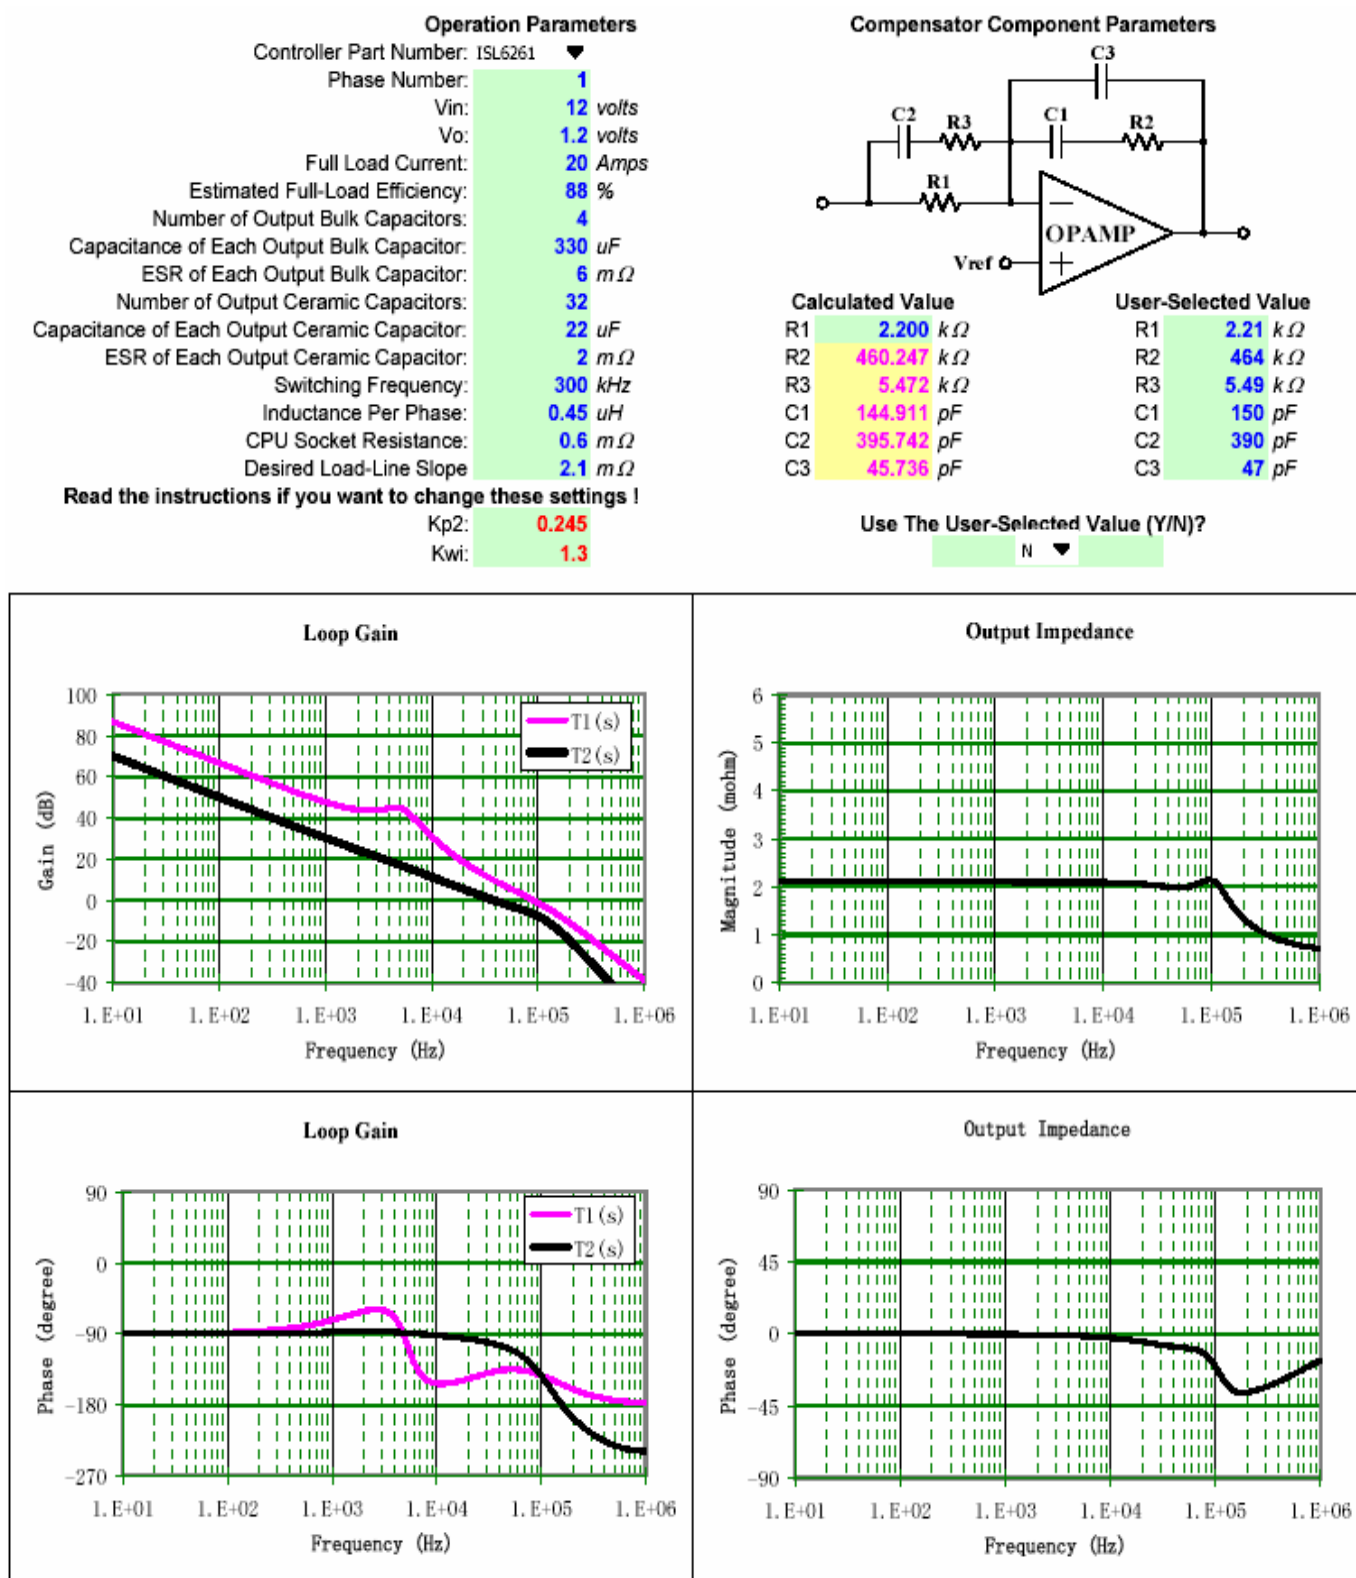 Operation Parameters
Controller Part Number: ISL6261
Phase Number: 1
Vin: 12 volts
Vo: 1.2 volts
Full Load Current: 20 Amps
Estimated Full-Load Efficiency: 88 %
Number of Output Bulk Capacitors: 4
Capacitance of Each Output Bulk Capacitor: 330 uF
ESR of Each Output Bulk Capacitor: 6 mΩ
Number of Output Ceramic Capacitors: 32
Capacitance of Each Output Ceramic Capacitor: 22 uF
ESR of Each Output Ceramic Capacitor: 2 mΩ
Switching Frequency: 300 kHz
Inductance Per Phase: 0.45 uH
CPU Socket Resistance: 0.6 mΩ
Desired Load-Line Slope 2.1 mΩ
Read the instructions if you want to change these settings !
Kp2: 0.245
Kwi: 1.3
Compensator Component Parameters
C3
C2 R3 C1 R2
R1
OPAMP
Vref
Calculated Value
R1 2.200 kΩ
R2 460.247 kΩ
R3 5.472 kΩ
C1 144.911 pF
C2 395.742 pF
C3 45.736 pF
User-Selected Value
R1 2.21 kΩ
R2 464 kΩ
R3 5.49 kΩ
C1 150 pF
C2 390 pF
C3 47 pF
Use The User-Selected Value (Y/N)?
N
Loop Gain
Gain (dB)
100
80
60
40
20
0
-20
-40
T1(s)
T2(s)
1.E+01 1.E+02 1.E+03 1.E+04 1.E+05 1.E+06
Frequency (Hz)
Output Impedance
Magnitude (mohm)
6
5
4
3
2
1
0
1.E+01 1.E+02 1.E+03 1.E+04 1.E+05 1.E+06
Frequency (Hz)
Loop Gain
Phase (degree)
90
0
-90
-180
-270
T1(s)
T2(s)
1.E+01 1.E+02 1.E+03 1.E+04 1.E+05 1.E+06
Frequency (Hz)
Output Impedance
Phase (degree)
90
45
0
-45
-90
1.E+01 1.E+02 1.E+03 1.E+04 1.E+05 1.E+06
Frequency (Hz)